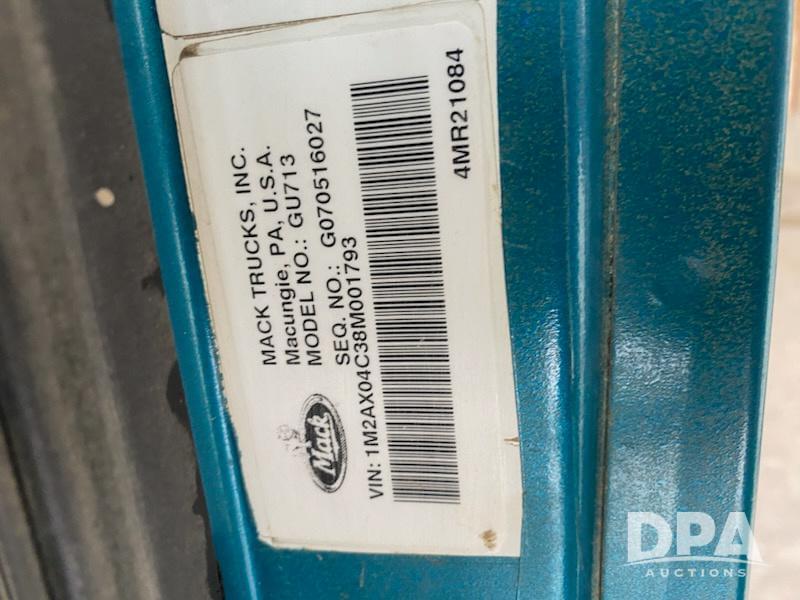 MACK TRUCKS, INC.
Macungie, PA, U.S.A.
MODEL NO.: GU713
SEQ. NO.: G070516027
Mack
VIN: 1M2AX04C38M001793
4MR21084
DPA
AUCTIONS